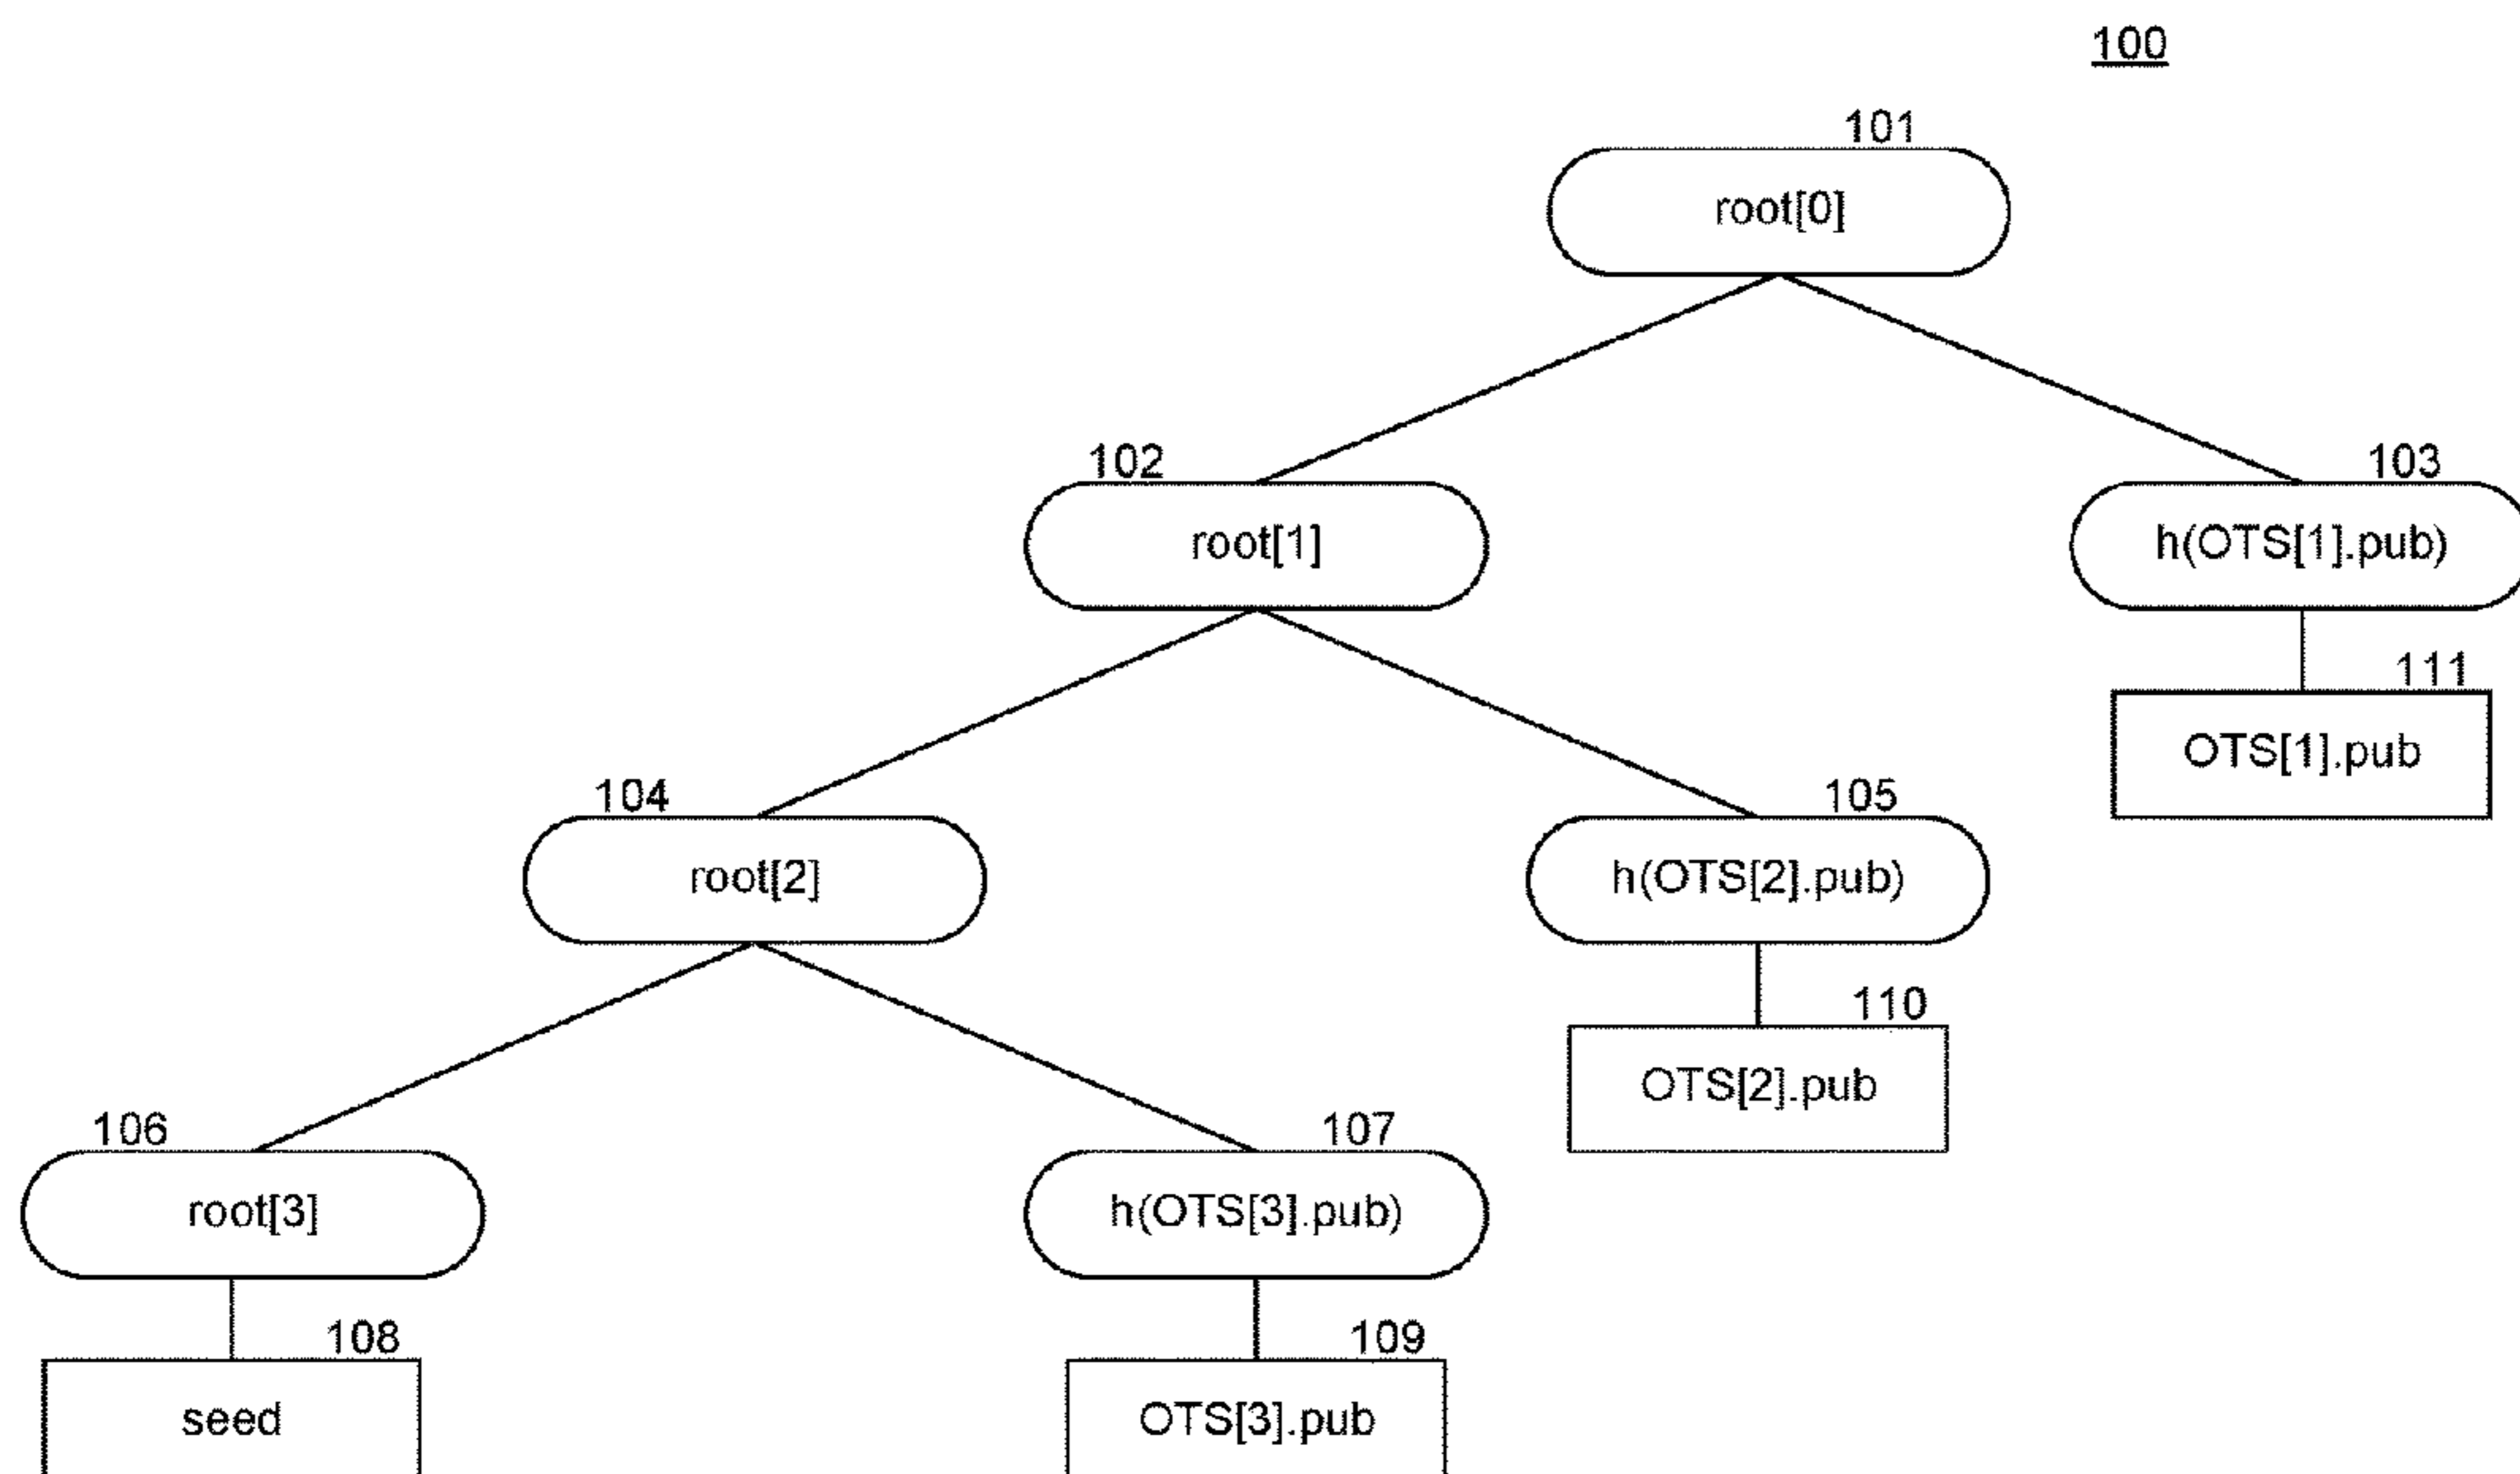 100
101
root[0]
102
103
root[1]
h(OTS[1].pub)
111
OTS[1].pub
104
105
root[2]
h(OTS[2].pub)
110
OTS[2].pub
106
107
root[3]
h(OTS[3].pub)
108
109
seed
OTS[3].pub